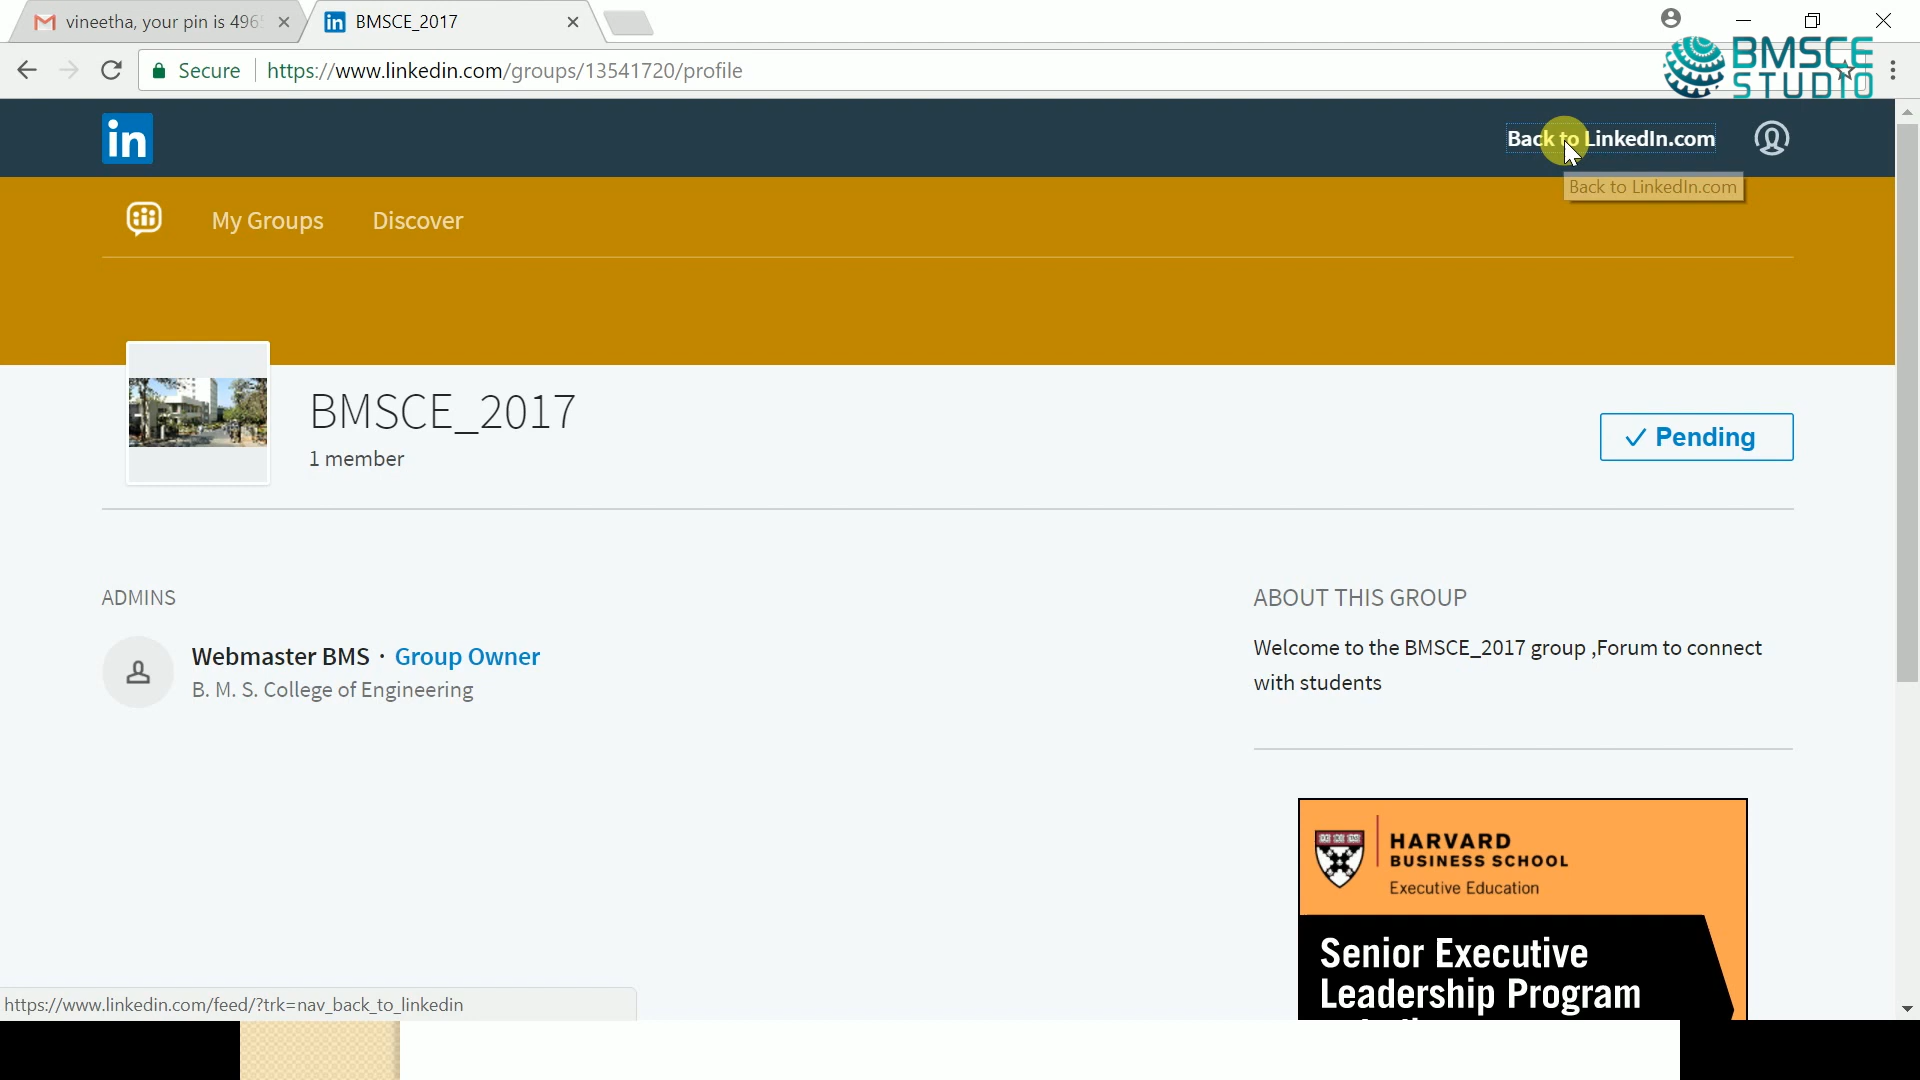 vineetha, your pin is 496
BMSCE_2017
Secure
https://www.linkedin.com/groups/13541720/profile
BMSCE
STUDIO
in
Back to LinkedIn.com
Back to LinkedIn.com
My Groups
Discover
BMSCE_2017
1 member
✓ Pending
ADMINS
Webmaster BMS · Group Owner
B. M. S. College of Engineering
ABOUT THIS GROUP
Welcome to the BMSCE_2017 group ,Forum to connect
with students
HARVARD
BUSINESS SCHOOL
Executive Education
Senior Executive
Leadership Program
https://www.linkedin.com/feed/?trk=nav_back_to_linkedin